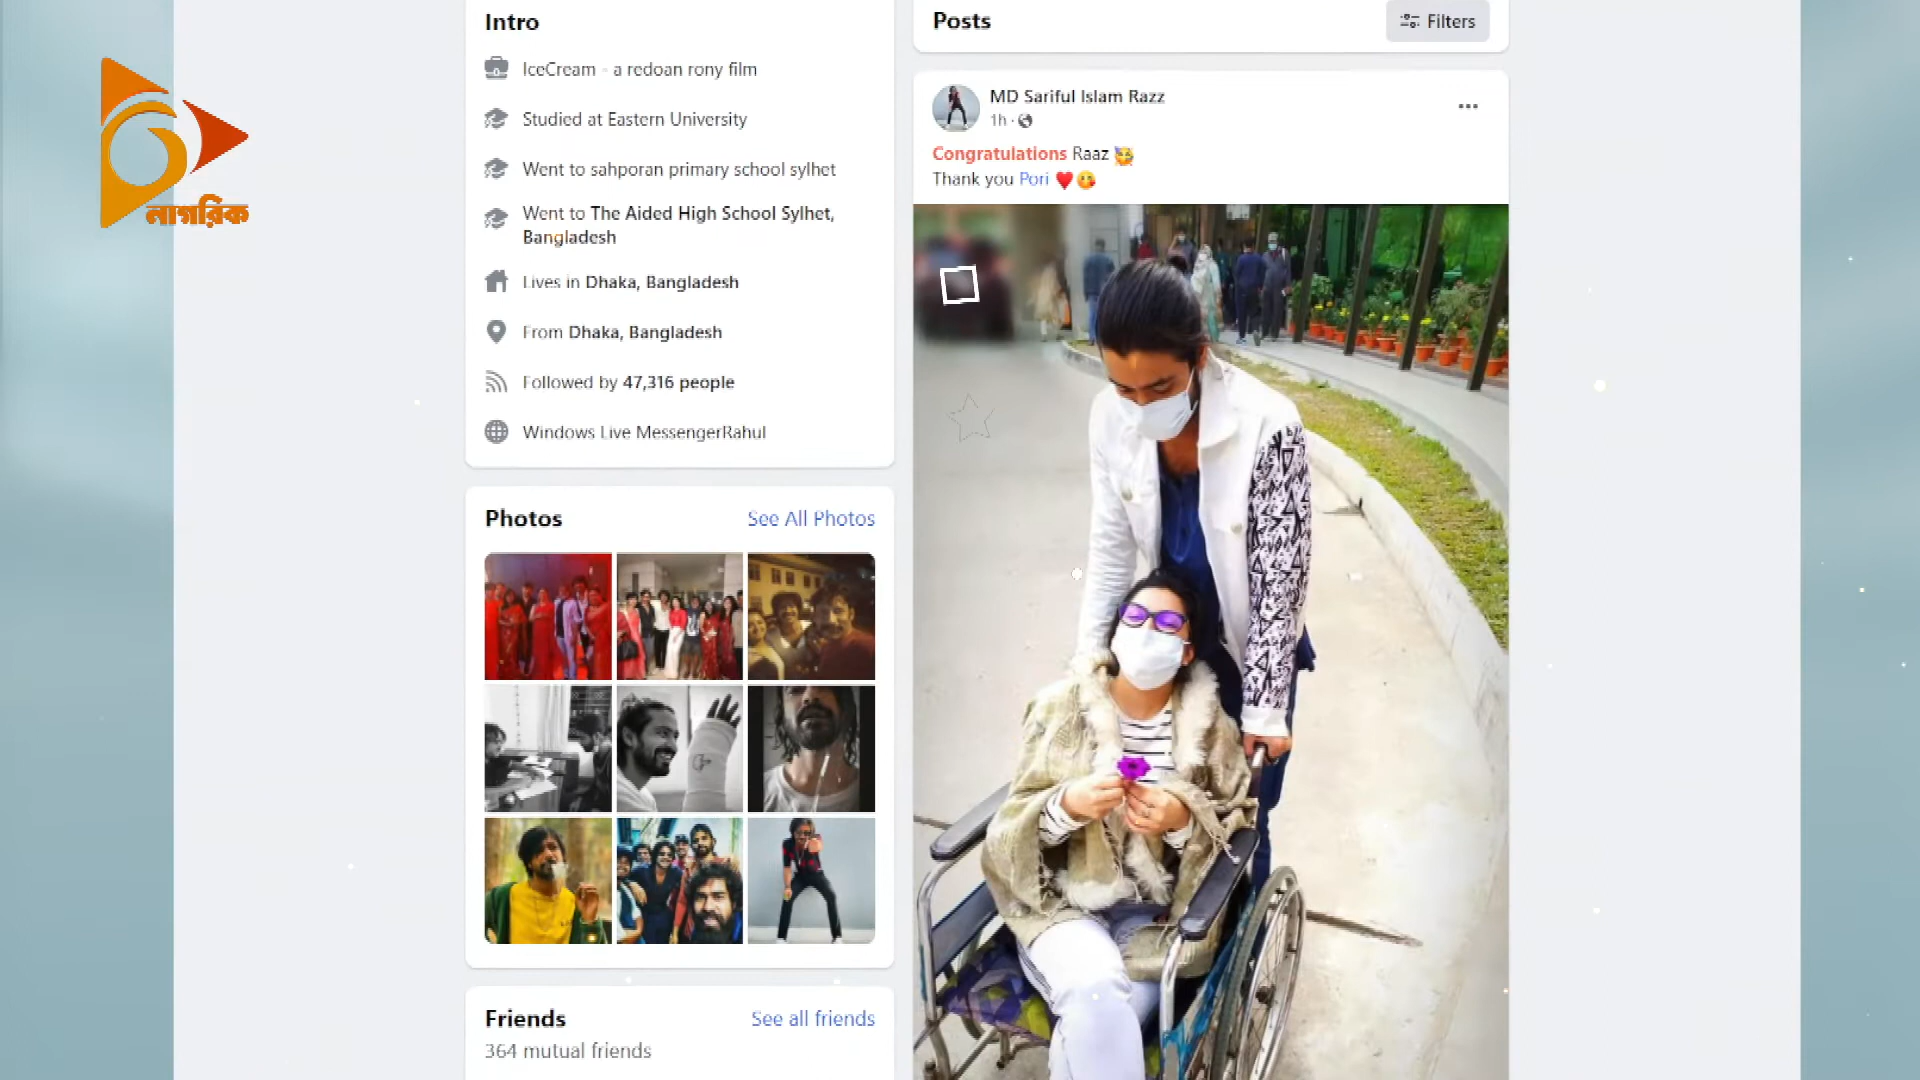 নাগরিক
Intro
IceCream - a redoan rony film
Studied at Eastern University
Went to sahporan primary school sylhet
Went to The Aided High School Sylhet,
Bangladesh
Lives in Dhaka, Bangladesh
From Dhaka, Bangladesh
Followed by 47,316 people
Windows Live MessengerRahul
Photos
See All Photos
Friends
See all friends
364 mutual friends
Posts
Filters
MD Sariful Islam Razz
1h ·
Congratulations Raaz 🥰
Thank you Pori ❤️😋